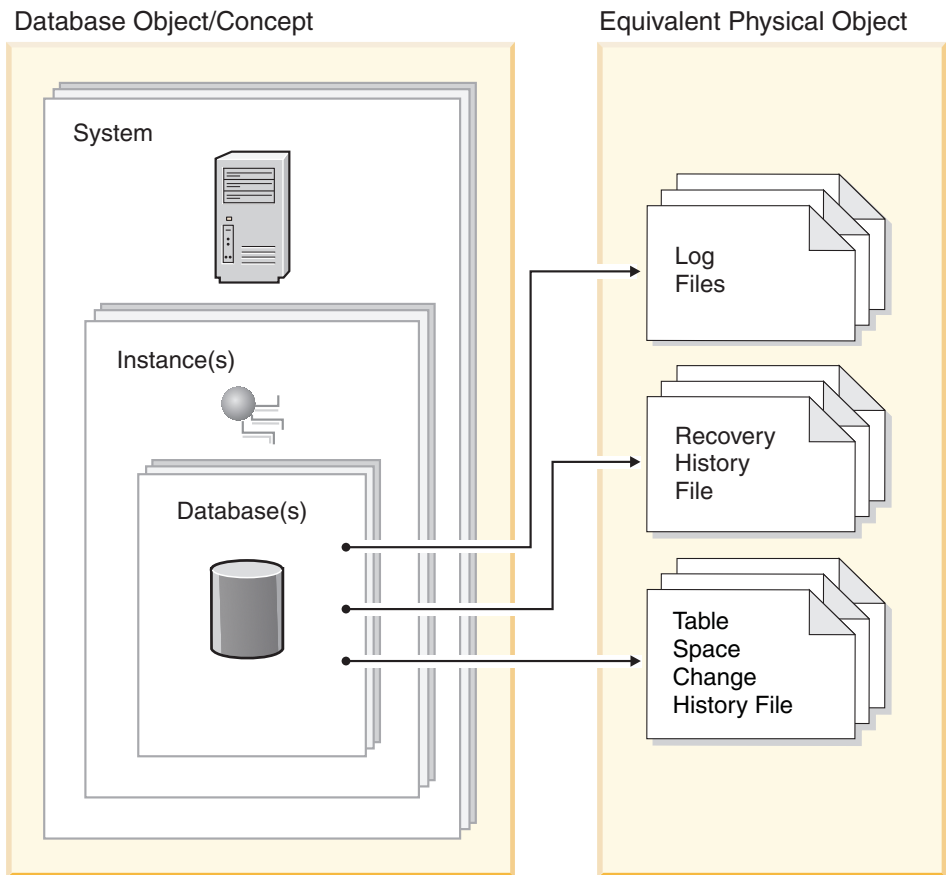 Database Object/Concept
Equivalent Physical Object
System
Instance(s)
Database(s)
Log
Files
Recovery
History
File
Table
Space
Change
History File